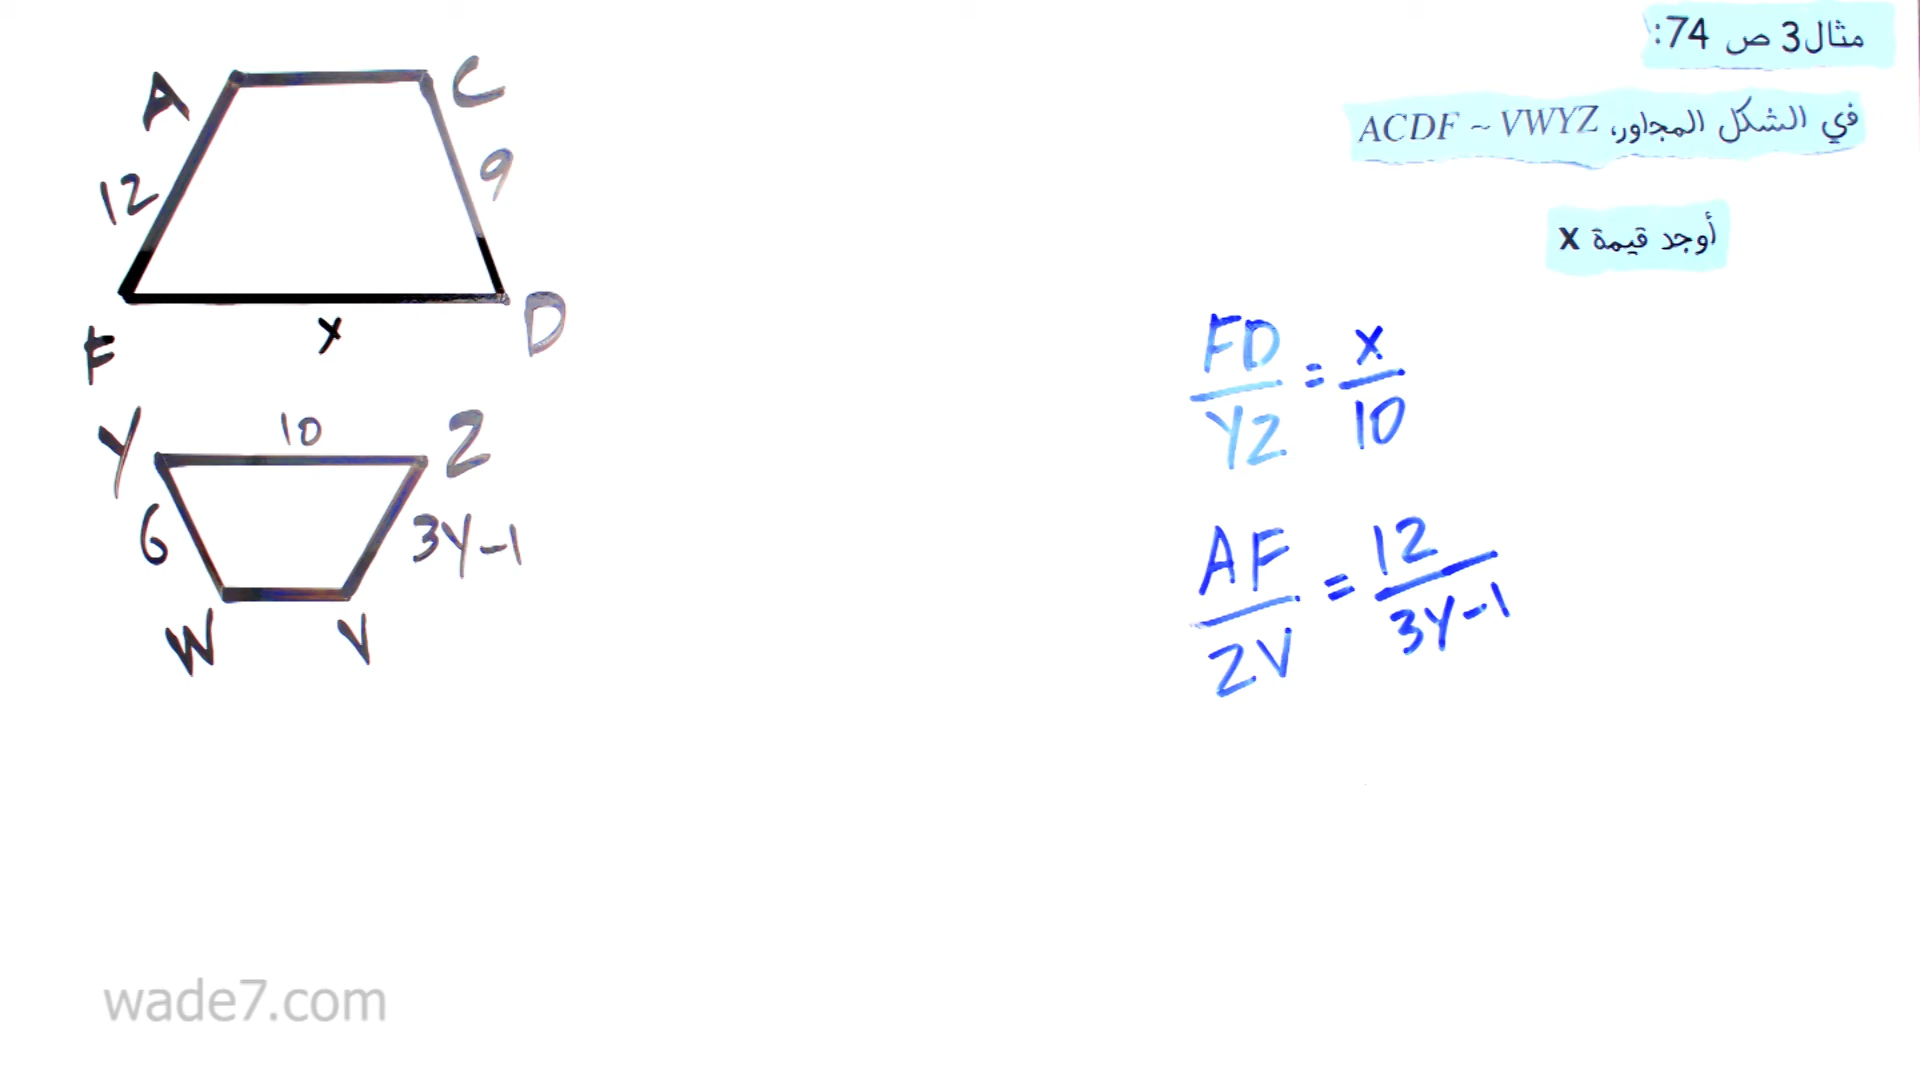 مثال3 ص 74:
في الشكل المجاور، ACDF ~ VWYZ
أوجد قيمة x
A
C
12
9
F
x
D
Y
10
Z
6
3Y-1
W
V
FD/YZ = x/10
AF/ZV = 12/3Y-1
wade7.com